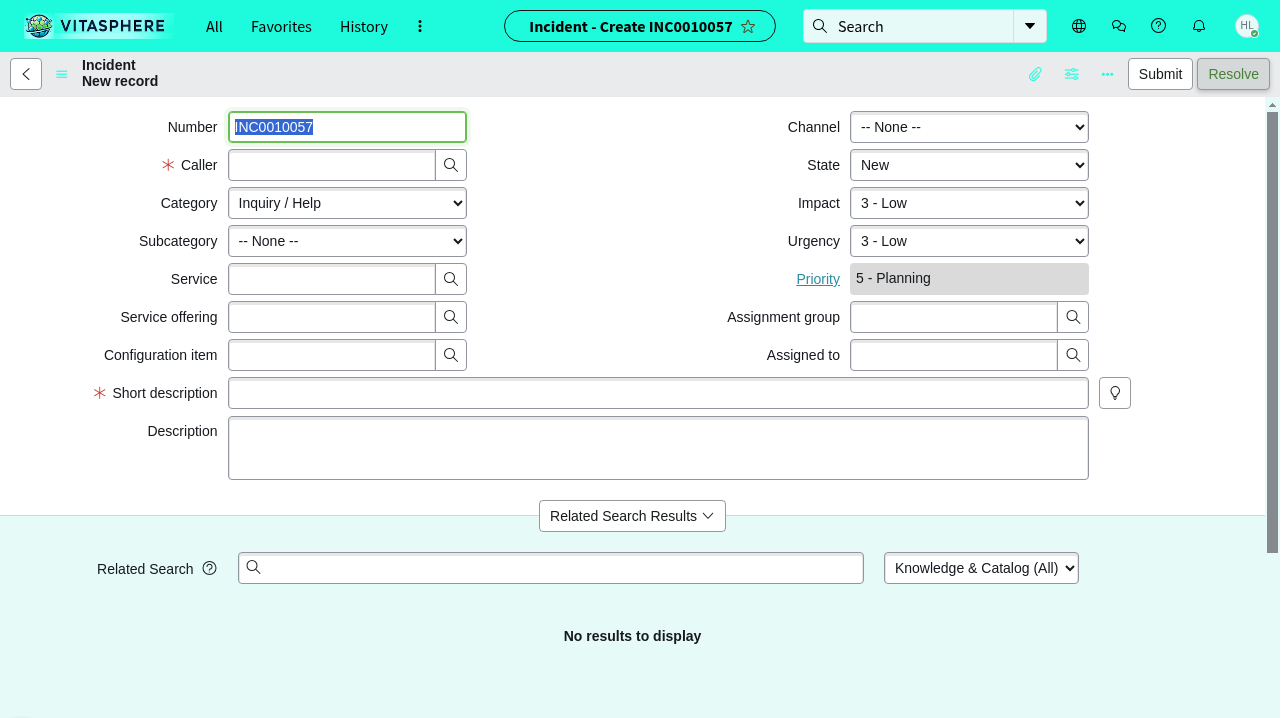 VITASPHERE
All
Favorites
History
Incident - Create INC0010057
Search
HL
Incident
New record
Submit
Resolve
Number
INC0010057
Caller
Category
Inquiry / Help
Subcategory
-- None --
Service
Service offering
Configuration item
Channel
-- None --
State
New
Impact
3 - Low
Urgency
3 - Low
Priority
5 - Planning
Assignment group
Assigned to
Short description
Description
Related Search Results
Related Search
Knowledge & Catalog (All)
No results to display